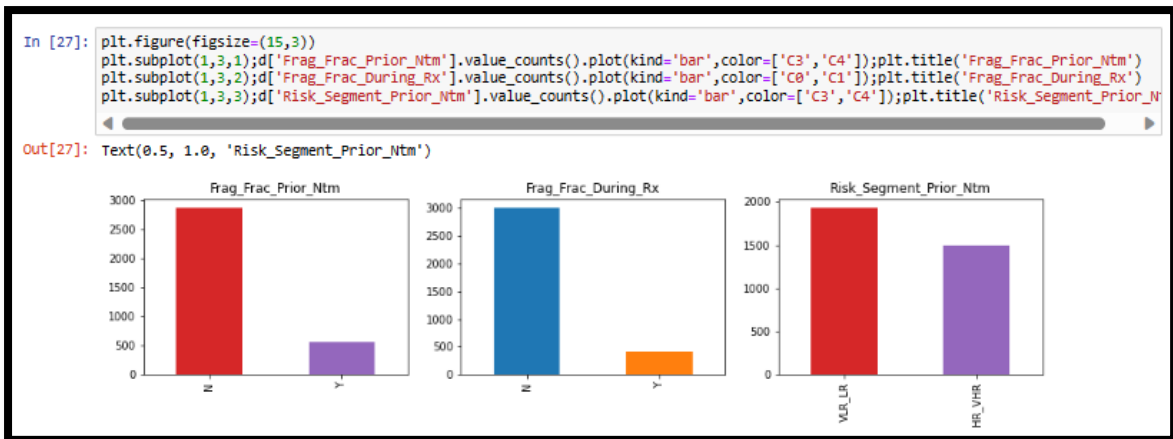 In [27]: plt.figure(figsize=(15,3))
plt.subplot(1,3,1);d['Frag_Frac_Prior_Ntm'].value_counts().plot(kind='bar',color=['C3','C4']);plt.title('Frag_Frac_Prior_Ntm')
plt.subplot(1,3,2);d['Frag_Frac_During_Rx'].value_counts().plot(kind='bar',color=['C0','C1']);plt.title('Frag_Frac_During_Rx')
plt.subplot(1,3,3);d['Risk_Segment_Prior_Ntm'].value_counts().plot(kind='bar',color=['C3','C4']);plt.title('Risk_Segment_Prior_N
Out[27]: Text(0.5, 1.0, 'Risk_Segment_Prior_Ntm')
Frag_Frac_Prior_Ntm
3000
2500
2000
1500
1000
500
0
N
Y
Frag_Frac_During_Rx
3000
2500
2000
1500
1000
500
0
N
Y
Risk_Segment_Prior_Ntm
2000
1500
1000
500
0
VLR_LR
HR_VHR